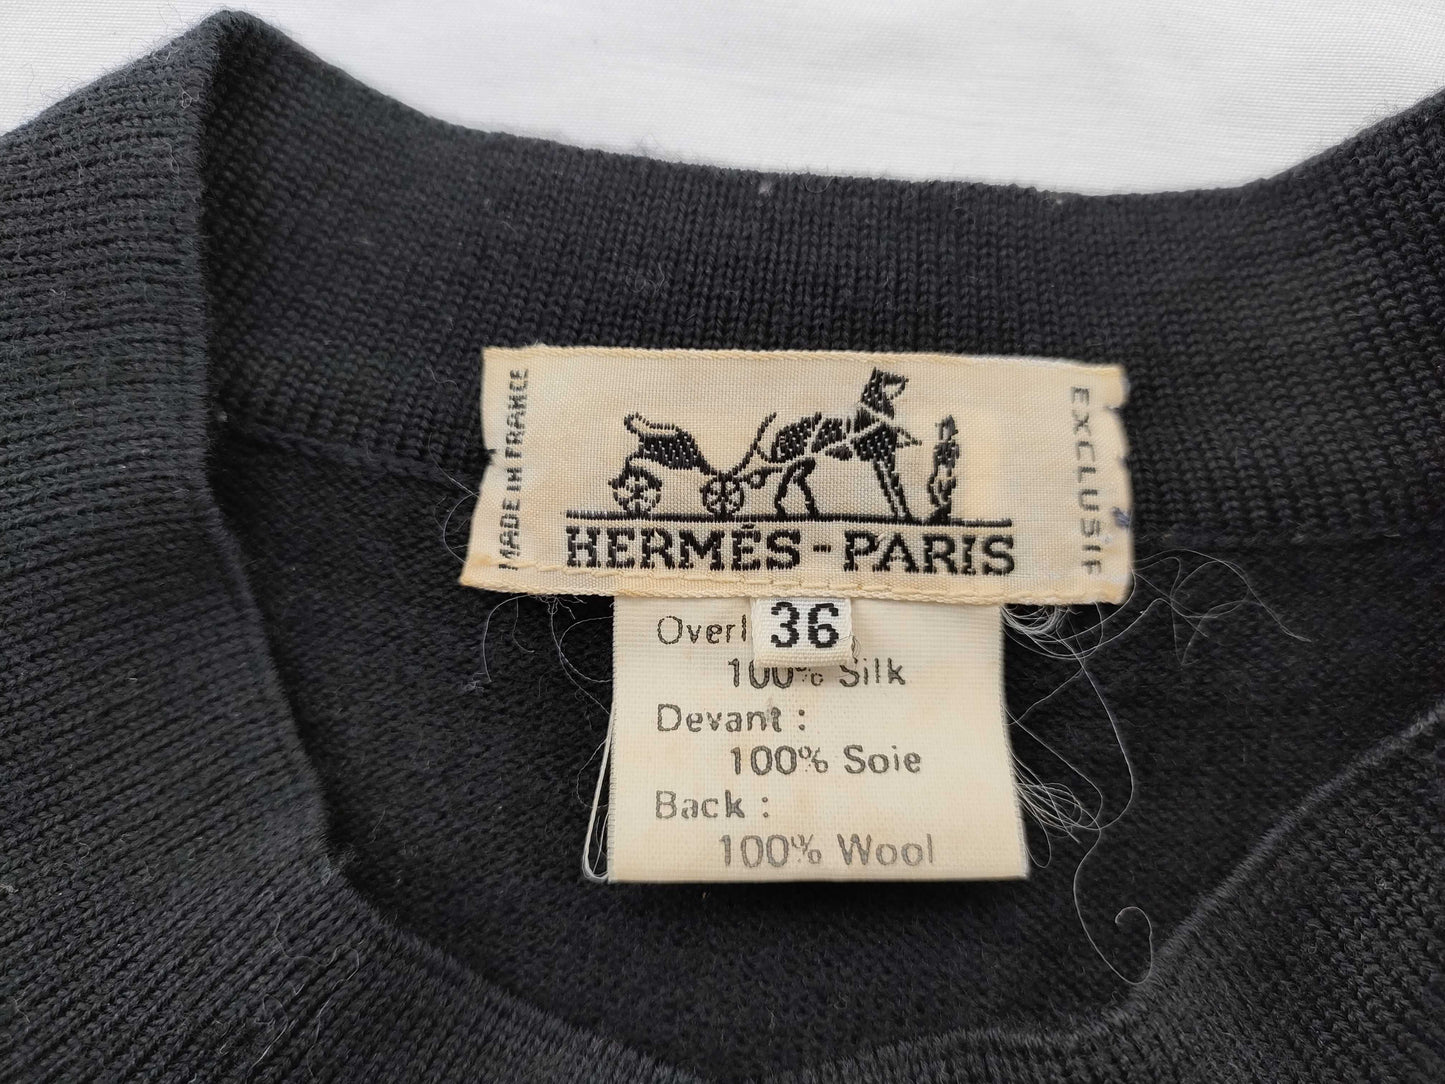 MADE IN FRANCE
EXCLUSIF
HERMÈS - PARIS
36
100% Silk
Devant :
100% Soie
Back :
100% Wool